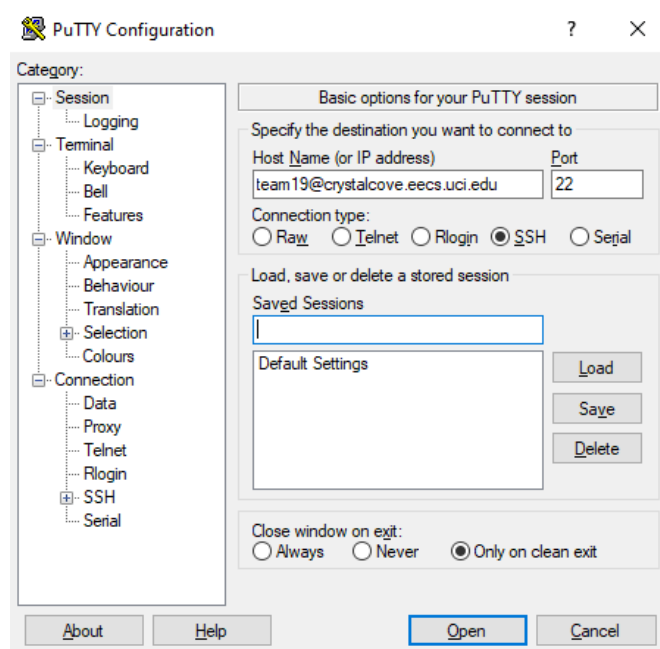 PuTTY Configuration ? ×
Category:
Session
Logging
Terminal
Keyboard
Bell
Features
Window
Appearance
Behaviour
Translation
Selection
Colours
Connection
Data
Proxy
Telnet
Rlogin
SSH
Serial
Basic options for your PuTTY session
Specify the destination you want to connect to
Host Name (or IP address) Port
team19@crystalcove.eecs.uci.edu 22
Connection type:
Raw Telnet Rlogin SSH Serial
Load, save or delete a stored session
Saved Sessions
Default Settings
Load
Save
Delete
Close window on exit:
Always Never Only on clean exit
About Help Open Cancel